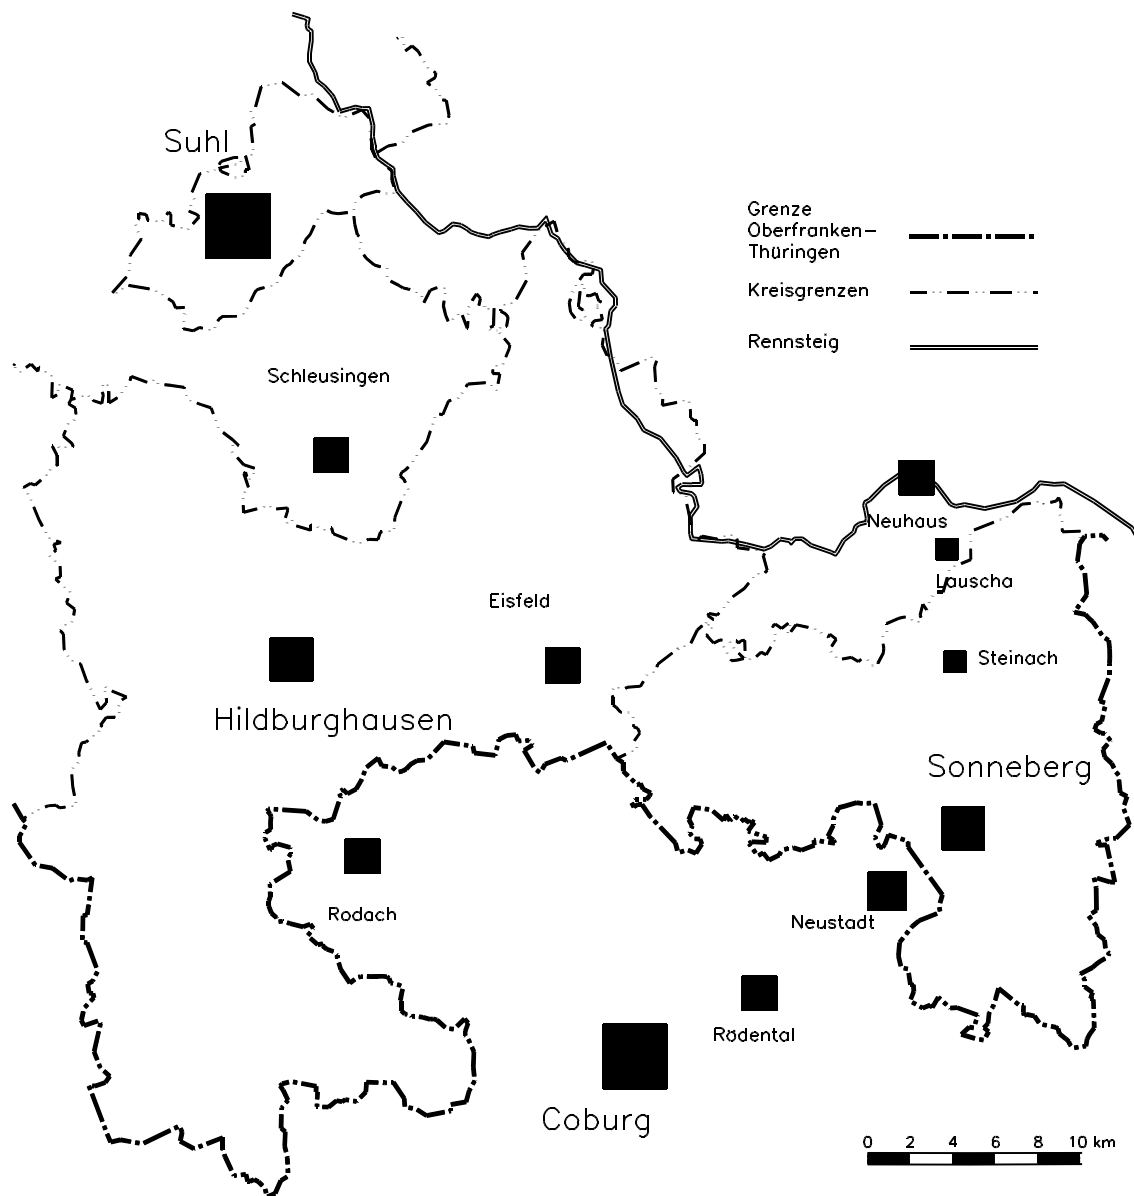 Suhl
Grenze
Oberfranken–
Thüringen
Kreisgrenzen
Rennsteig
Schleusingen
Neuhaus
Lauscha
Eisfeld
Steinach
Hildburghausen
Sonneberg
Rodach
Neustadt
Rödental
Coburg
0 2 4 6 8 10 km